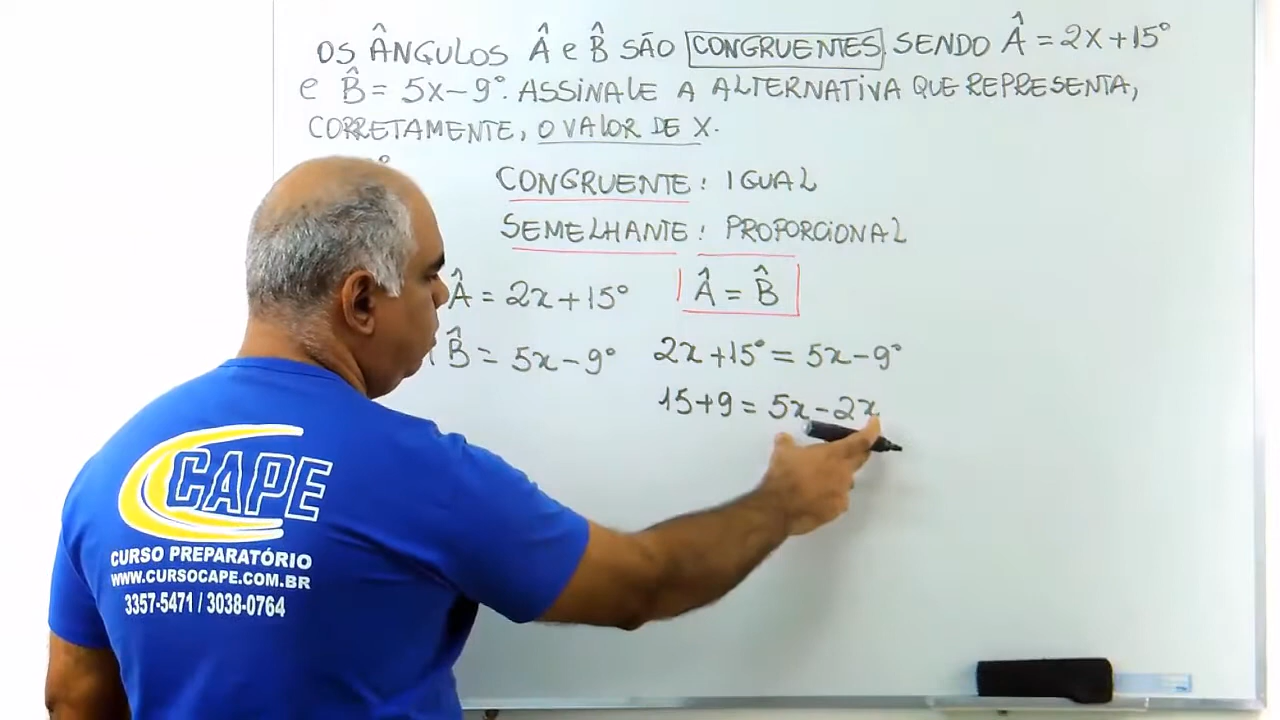 OS ÂNGULOS Â e B̂ SÃO CONGRUENTES. SENDO Â = 2x+15°
e B̂ = 5x-9°. ASSINALE A ALTERNATIVA QUE REPRESENTA,
CORRETAMENTE, O VALOR DE X.
CONGRUENTE: IGUAL
SEMELHANTE: PROPORCIONAL
Â = 2x+15°
Â = B̂
B̂ = 5x-9°
2x+15° = 5x-9°
15+9 = 5x-2x
CAPE
CURSO PREPARATÓRIO
WWW.CURSOCAPE.COM.BR
3357-5471 / 3038-0764